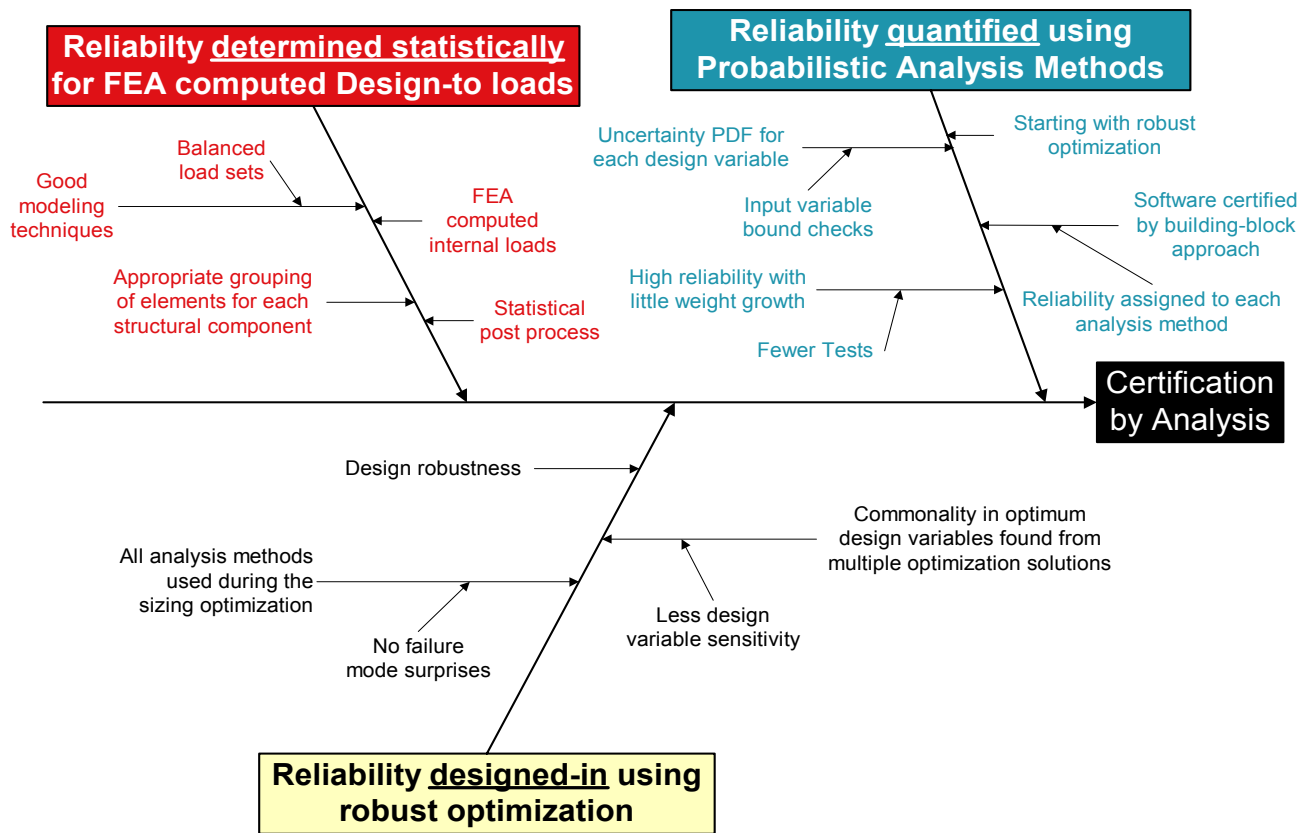 Reliabilty determined statistically
for FEA computed Design-to loads
Reliability quantified using
Probabilistic Analysis Methods
Balanced
load sets
Good
modeling
techniques
FEA
computed
internal loads
Appropriate grouping
of elements for each
structural component
Statistical
post process
Uncertainty PDF for
each design variable
Starting with robust
optimization
Input variable
bound checks
Software certified
by building-block
approach
High reliability with
little weight growth
Reliability assigned to each
analysis method
Fewer Tests
Certification
by Analysis
Design robustness
Commonality in optimum
design variables found from
multiple optimization solutions
All analysis methods
used during the
sizing optimization
Less design
variable sensitivity
No failure
mode surprises
Reliability designed-in using
robust optimization